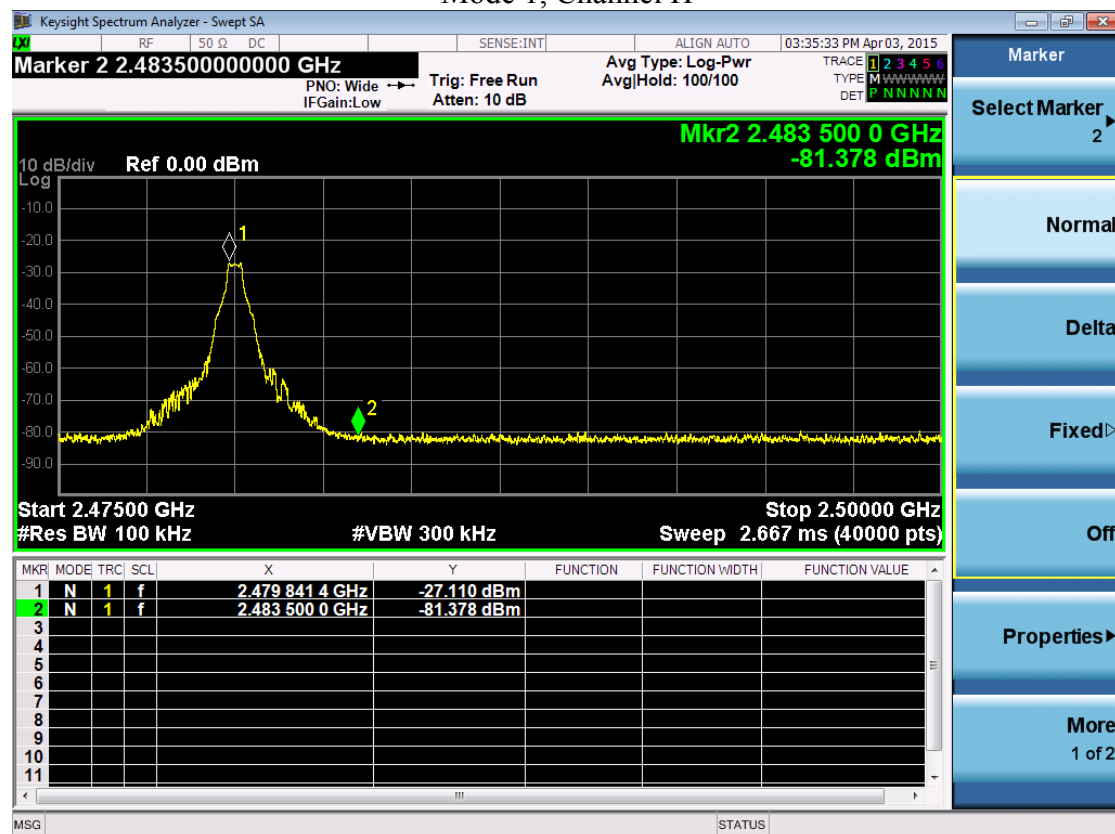 Mode 1, Channel H
Keysight Spectrum Analyzer - Swept SA
LXI RF 50 Ω DC SENSE:INT ALIGN AUTO 03:35:33 PM Apr 03, 2015
Marker 2 2.483500000000 GHz
PNO: Wide
IFGain:Low
Trig: Free Run
Atten: 10 dB
Avg Type: Log-Pwr
Avg|Hold: 100/100
TRACE 1 2 3 4 5 6
TYPE M WWWWW
DET P N N N N N
Mkr2 2.483 500 0 GHz
-81.378 dBm
10 dB/div Ref 0.00 dBm
Log
-10.0
-20.0
-30.0
-40.0
-50.0
-60.0
-70.0
-80.0
-90.0
1
2
Start 2.47500 GHz Stop 2.50000 GHz
#Res BW 100 kHz #VBW 300 kHz Sweep 2.667 ms (40000 pts)
MKR MODE TRC SCL X Y FUNCTION FUNCTION WIDTH FUNCTION VALUE
1 N 1 f 2.479 841 4 GHz -27.110 dBm
2 N 1 f 2.483 500 0 GHz -81.378 dBm
3
4
5
6
7
8
9
10
11
MSG STATUS
Marker
Select Marker
2
Normal
Delta
Fixed
Off
Properties
More
1 of 2